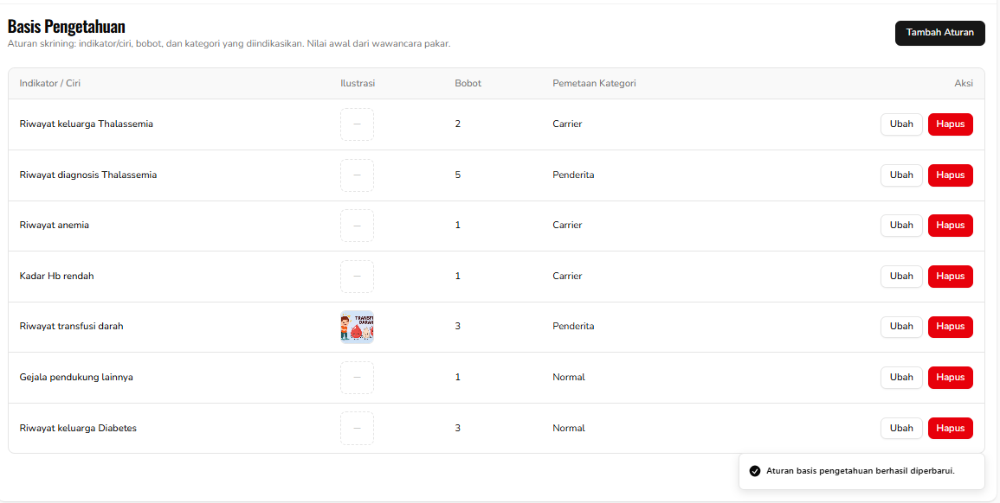 Basis Pengetahuan
Aturan skrining: indikator/ciri, bobot, dan kategori yang diindikasikan. Nilai awal dari wawancara pakar.
Tambah Aturan
Indikator / Ciri Ilustrasi Bobot Pemetaan Kategori Aksi
Riwayat keluarga Thalassemia — 2 Carrier Ubah Hapus
Riwayat diagnosis Thalassemia — 5 Penderita Ubah Hapus
Riwayat anemia — 1 Carrier Ubah Hapus
Kadar Hb rendah — 1 Carrier Ubah Hapus
Riwayat transfusi darah TRANSFU DARAH 3 Penderita Ubah Hapus
Gejala pendukung lainnya — 1 Normal Ubah Hapus
Riwayat keluarga Diabetes — 3 Normal Ubah Hapus
Aturan basis pengetahuan berhasil diperbarui.